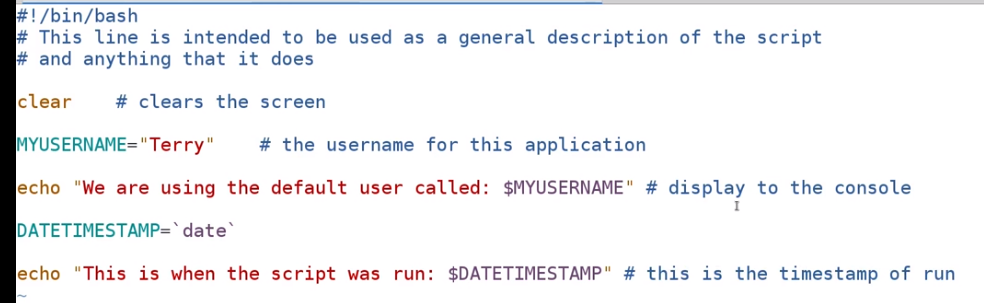 #!/bin/bash
# This line is intended to be used as a general description of the script
# and anything that it does
clear    # clears the screen
MYUSERNAME="Terry"    # the username for this application
echo "We are using the default user called: $MYUSERNAME" # display to the console
DATETIMESTAMP=`date`
echo "This is when the script was run: $DATETIMESTAMP" # this is the timestamp of run
~